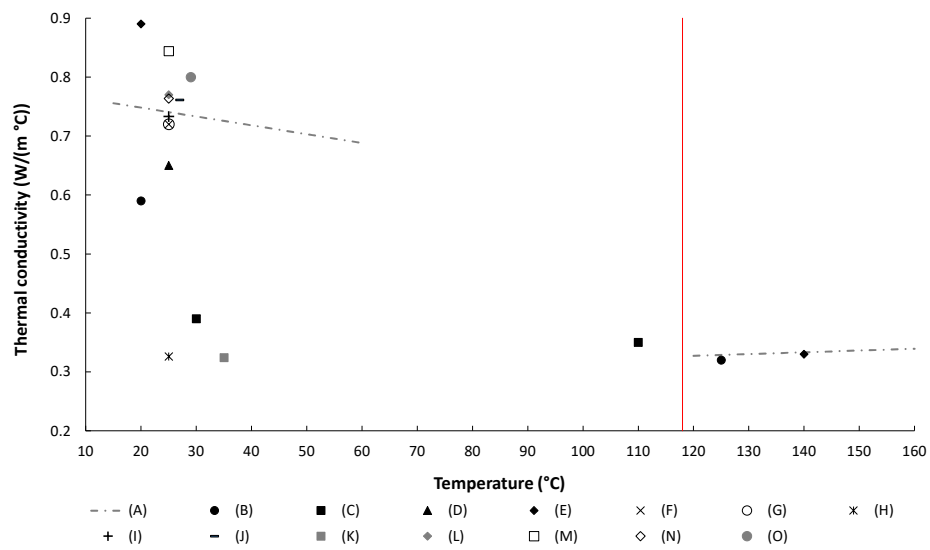 0.9
0.8
0.7
0.6
0.5
0.4
0.3
0.2
Thermal conductivity (W/(m °C))
10 20 30 40 50 60 70 80 90 100 110 120 130 140 150 160
Temperature (°C)
(A) (B) (C) (D) (E) (F) (G) (H)
(I) (J) (K) (L) (M) (N) (O)